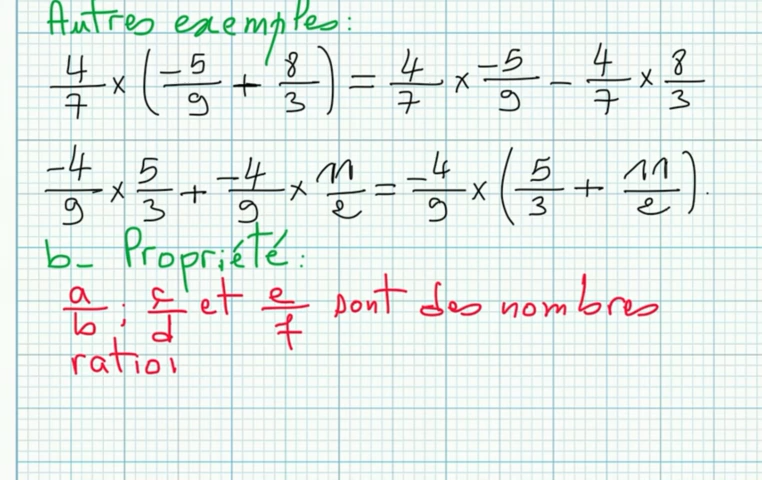 Autres exemples:
4/7 × (-5/9 + 8/3) = 4/7 × -5/9 - 4/7 × 8/3
-4/9 × 5/3 + -4/9 × 11/2 = -4/9 × (5/3 + 11/2).
b- Propriété:
a/b ; c/d et e/f sont des nombres
ratio